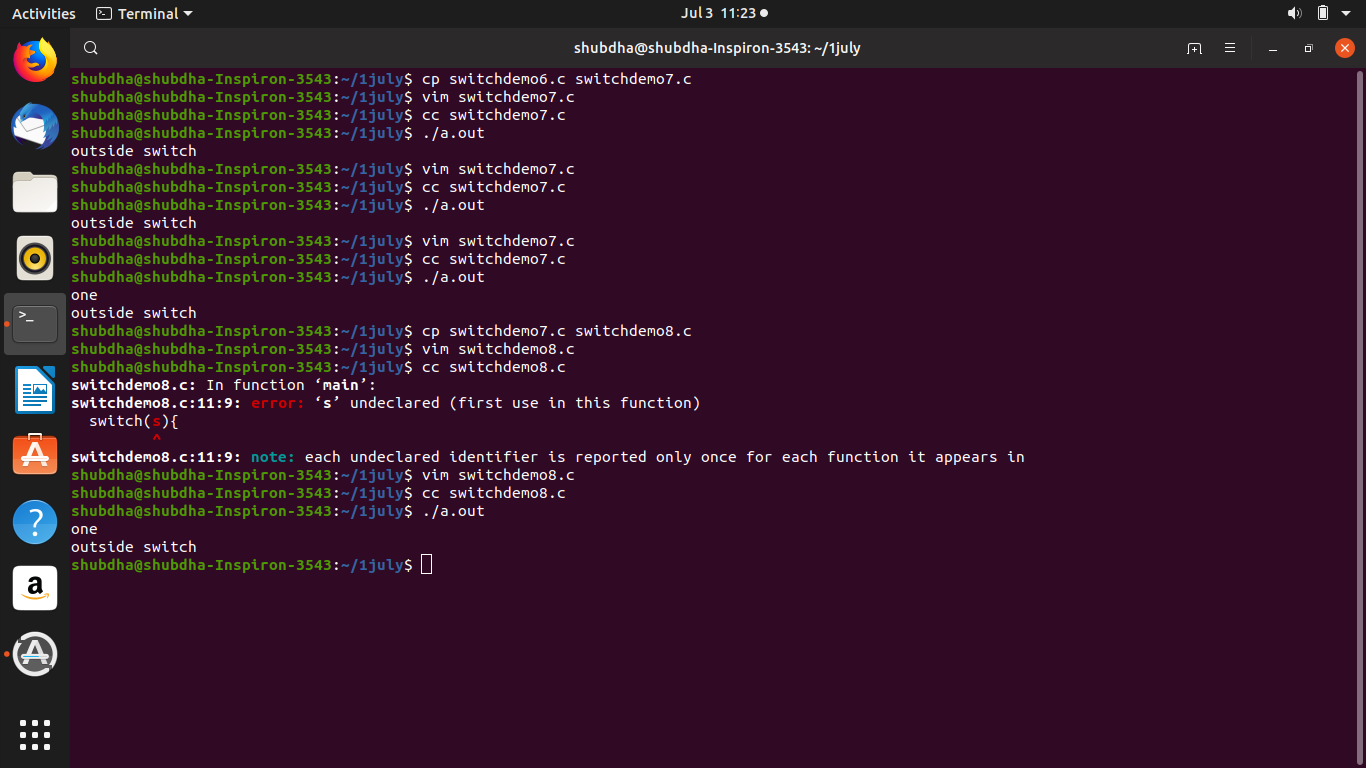 Activities
Terminal
Jul 3 11:23
shubdha@shubdha-Inspiron-3543: ~/1july
shubdha@shubdha-Inspiron-3543:~/1july$ cp switchdemo6.c switchdemo7.c
shubdha@shubdha-Inspiron-3543:~/1july$ vim switchdemo7.c
shubdha@shubdha-Inspiron-3543:~/1july$ cc switchdemo7.c
shubdha@shubdha-Inspiron-3543:~/1july$ ./a.out
outside switch
shubdha@shubdha-Inspiron-3543:~/1july$ vim switchdemo7.c
shubdha@shubdha-Inspiron-3543:~/1july$ cc switchdemo7.c
shubdha@shubdha-Inspiron-3543:~/1july$ ./a.out
outside switch
shubdha@shubdha-Inspiron-3543:~/1july$ vim switchdemo7.c
shubdha@shubdha-Inspiron-3543:~/1july$ cc switchdemo7.c
shubdha@shubdha-Inspiron-3543:~/1july$ ./a.out
one
outside switch
shubdha@shubdha-Inspiron-3543:~/1july$ cp switchdemo7.c switchdemo8.c
shubdha@shubdha-Inspiron-3543:~/1july$ vim switchdemo8.c
shubdha@shubdha-Inspiron-3543:~/1july$ cc switchdemo8.c
switchdemo8.c: In function ‘main’:
switchdemo8.c:11:9: error: ‘s’ undeclared (first use in this function)
  switch(s){
         ^
switchdemo8.c:11:9: note: each undeclared identifier is reported only once for each function it appears in
shubdha@shubdha-Inspiron-3543:~/1july$ vim switchdemo8.c
shubdha@shubdha-Inspiron-3543:~/1july$ cc switchdemo8.c
shubdha@shubdha-Inspiron-3543:~/1july$ ./a.out
one
outside switch
shubdha@shubdha-Inspiron-3543:~/1july$